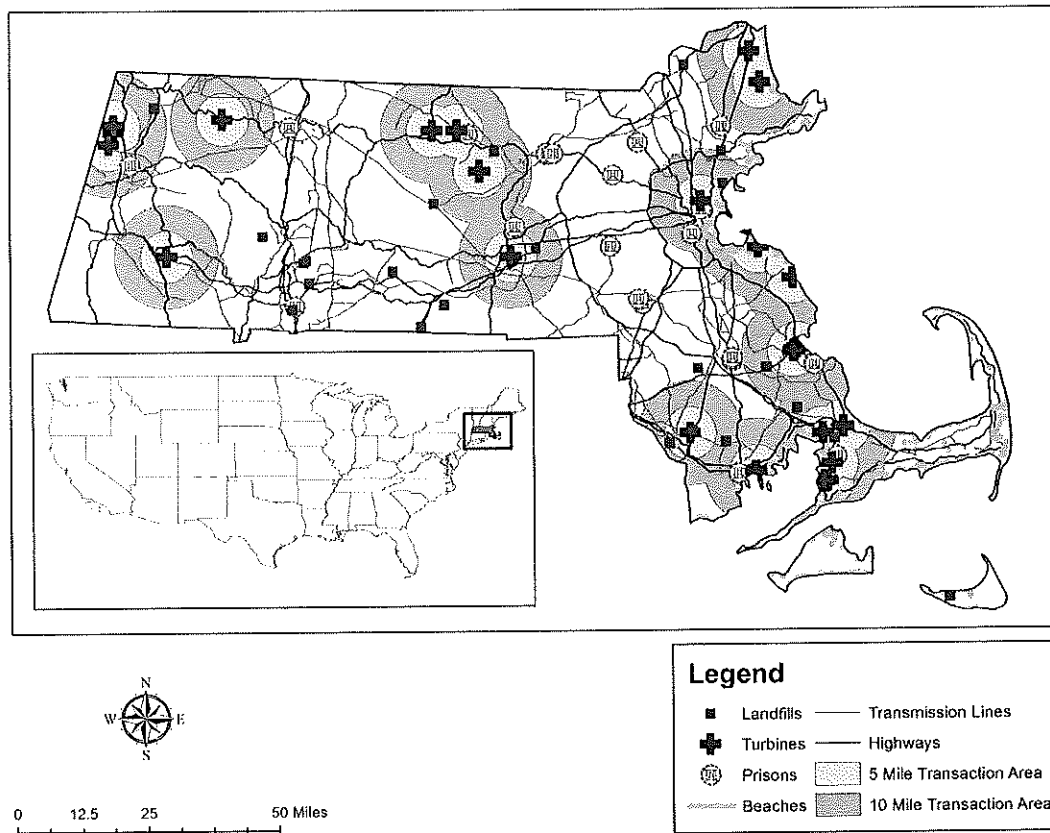 N
W E
S
0 12.5 25 50 Miles
Legend
Landfills Transmission Lines
Turbines Highways
Prisons 5 Mile Transaction Area
Beaches 10 Mile Transaction Area